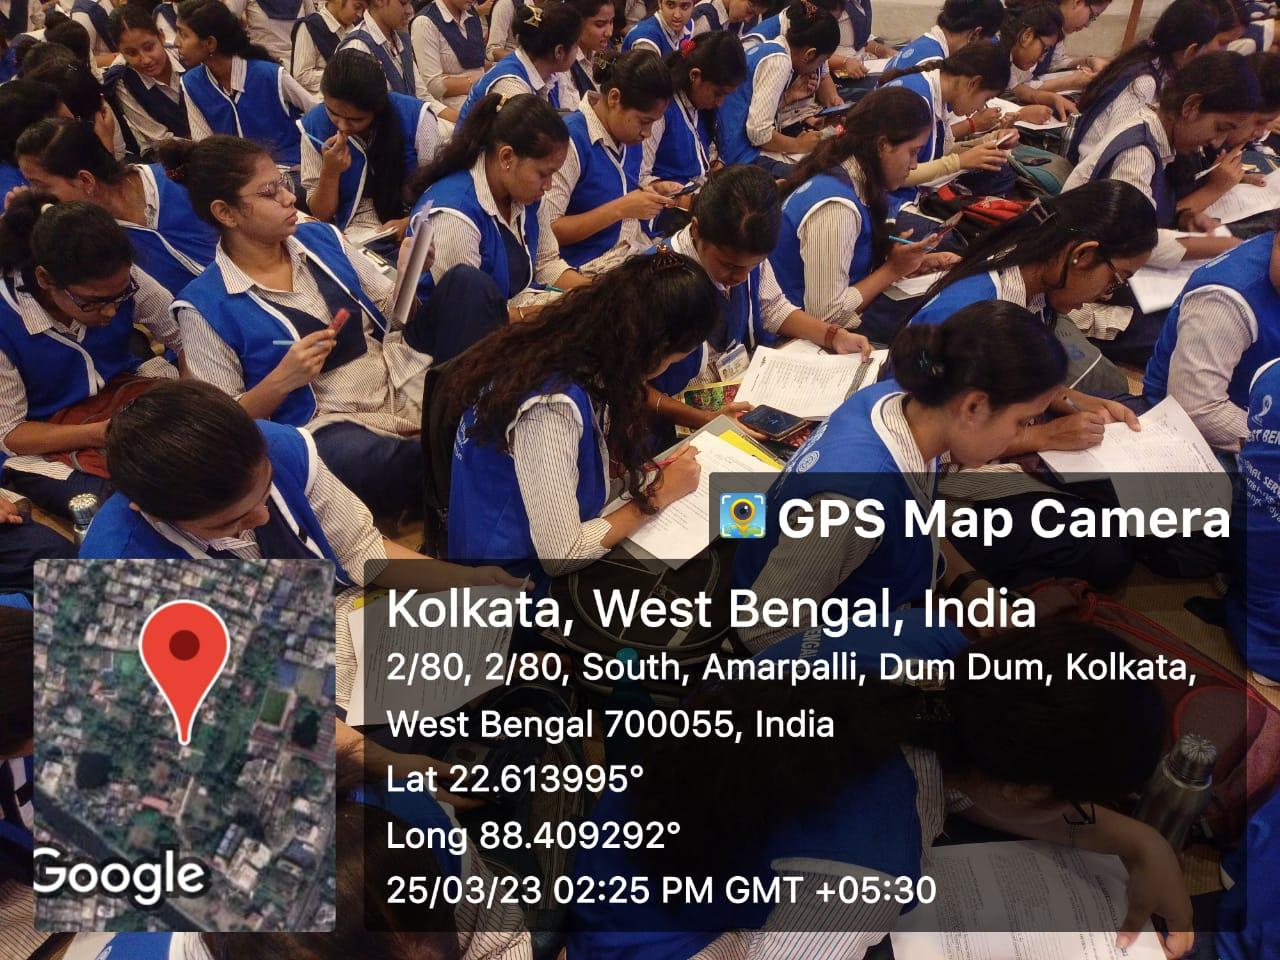 GPS Map Camera
Kolkata, West Bengal, India
2/80, 2/80, South, Amarpalli, Dum Dum, Kolkata,
West Bengal 700055, India
Lat 22.613995°
Long 88.409292°
25/03/23 02:25 PM GMT +05:30
Google